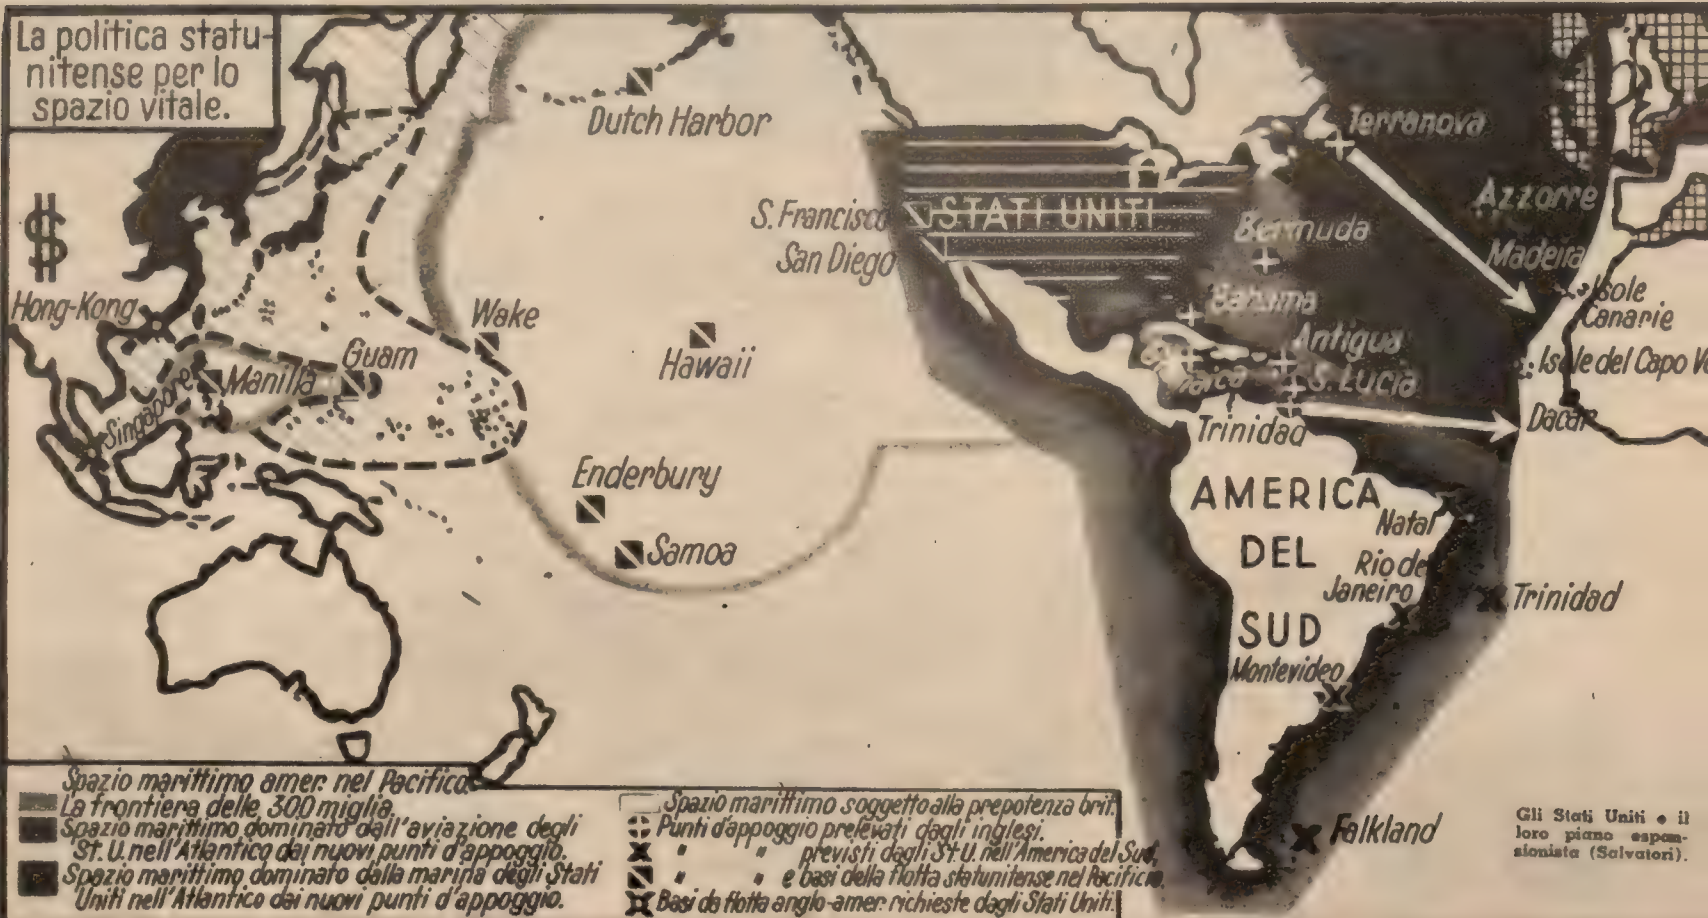 La politica statu-
nitense per lo
spazio vitale.
$
Hong-Kong
Singapore
Manilla
Guam
Wake
Dutch Harbor
Hawaii
Enderbury
Samoa
S. Francisco
San Diego
STATI UNITI
Terranova
Bermuda
Bahama
Antigua
S. Lucia
Trinidad
Azzorre
Madeira
Isole
Canarie
Isole del Capo
Dacar
AMERICA
DEL
SUD
Natal
Rio de
Janeiro
Trinidad
Montevideo
Falkland
Spazio marittimo amer. nel Pacifico.
La frontiera delle 300 miglia.
Spazio marittimo dominato dall'aviazione degli
St. U. nell'Atlantico dai nuovi punti d'appoggio.
Spazio marittimo dominato dalla marina degli Stati
Uniti nell'Atlantico dai nuovi punti d'appoggio.
Spazio marittimo soggetto alla prepotenza brit.
Punti d'appoggio prelevati dagli inglesi.
" " previsti dagli St. U. nell'America del Sud,
" " e basi della flotta statunitense nel Pacifico.
Basi da flotta anglo-amer. richieste dagli Stati Uniti.
Gli Stati Uniti e il
loro piano espan-
sionista (Salvatori).